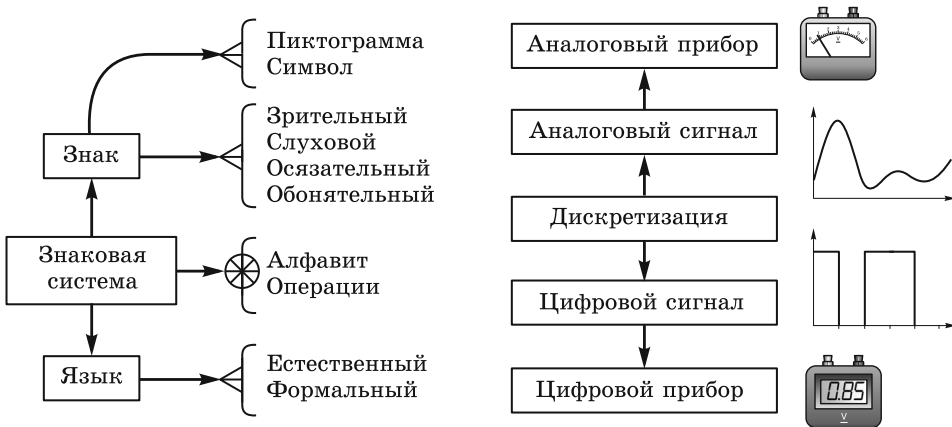 Пиктограмма
Символ
Знак
Зрительный
Слуховой
Осязательный
Обонятельный
Знаковая
система
Алфавит
Операции
Язык
Естественный
Формальный
Аналоговый прибор
V
Аналоговый сигнал
Дискретизация
Цифровой сигнал
Цифровой прибор
0.85
V